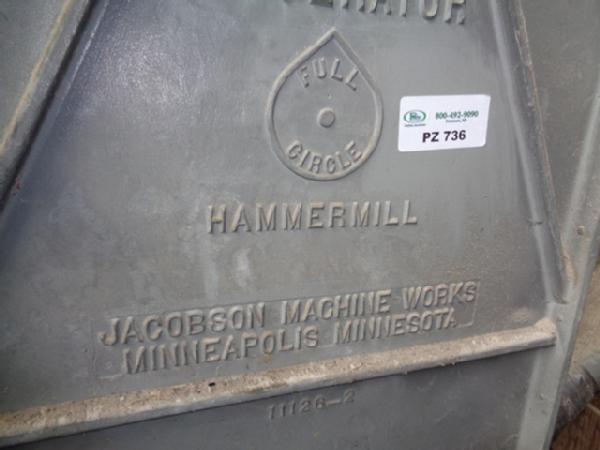 FULL
CIRCLE
800-492-9090
PZ 736
HAMMERMILL
JACOBSON MACHINE WORKS
MINNEAPOLIS MINNESOTA
11126-2